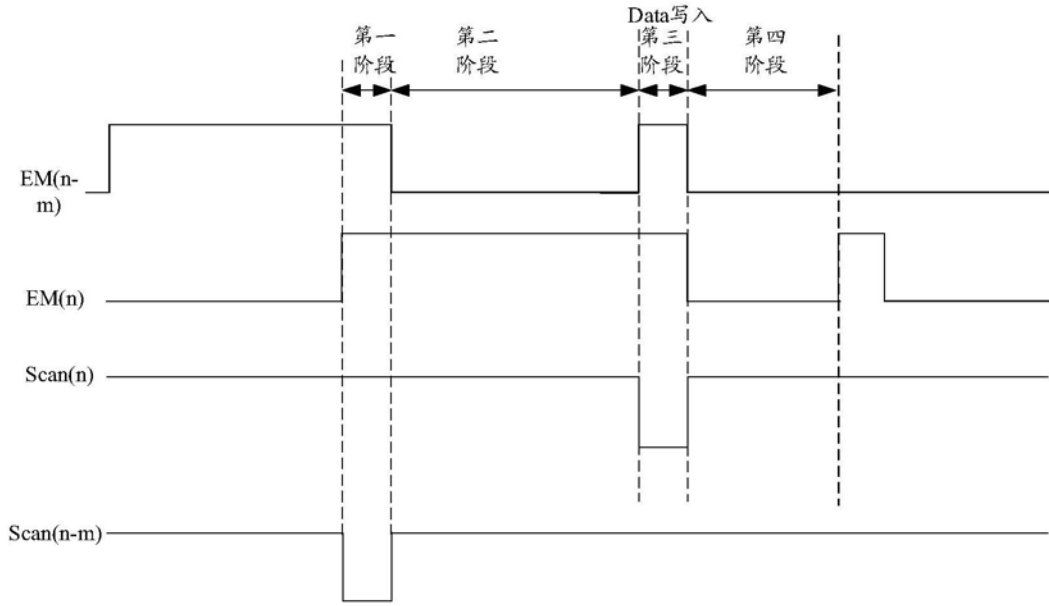 Data写入
第一
阶段
第二
阶段
第三
阶段
第四
阶段
EM(n-
m)
EM(n)
Scan(n)
Scan(n-m)